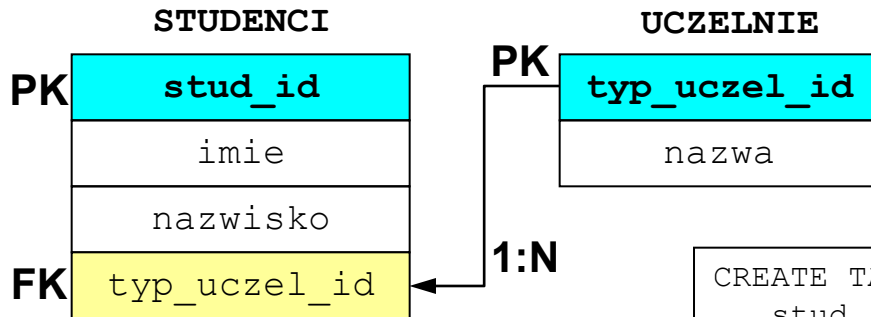 STUDENCI
UCZELNIE
PK
stud_id
PK
typ_uczel_id
imie
nazwa
nazwisko
1:N
FK
typ_uczel_id
CREATE TA
stud